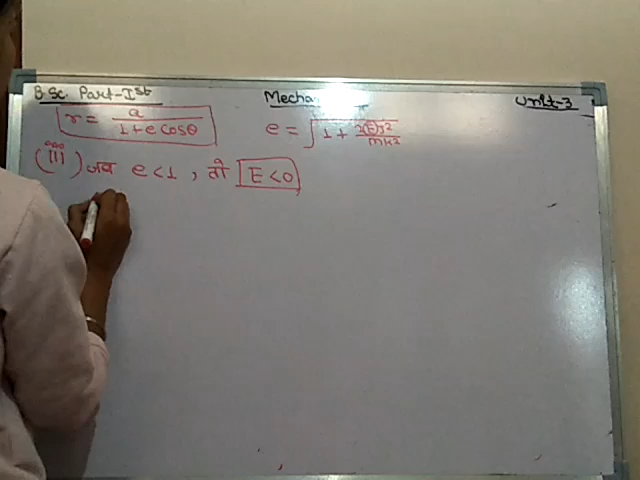 B.Sc. Part-Ist Mecha Unit-3
r = a / 1+e cosθ e = √1 + 2(E)J² / mk²
(iii) जब e < 1 , तो E < 0